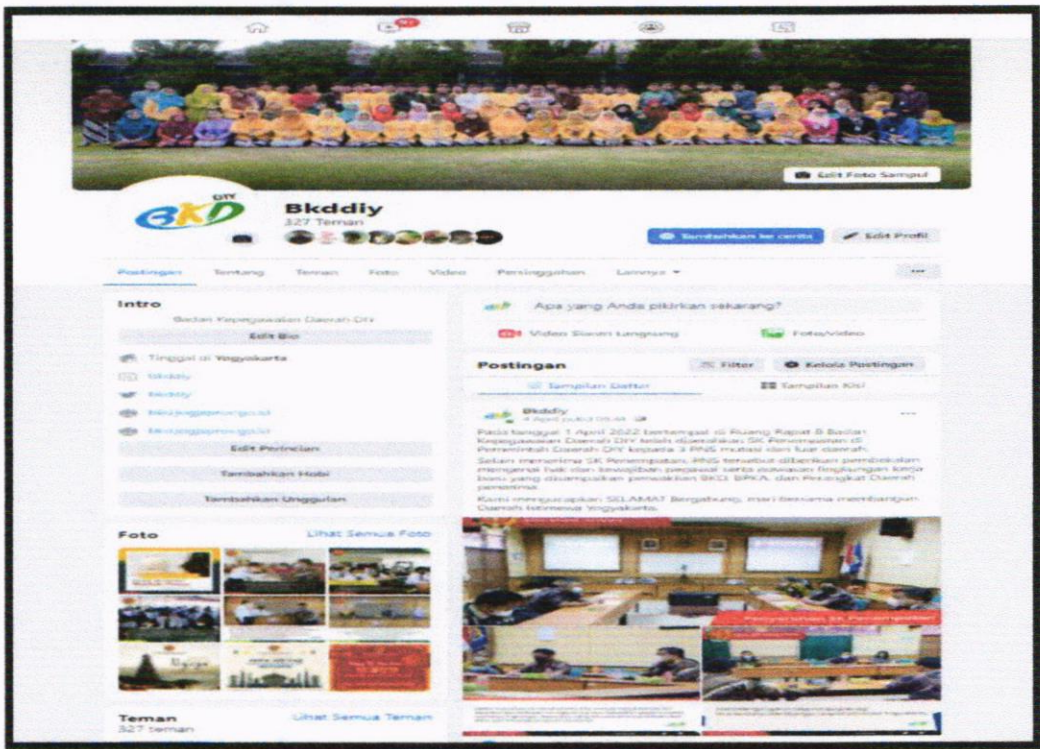 Edit Foto Sampul
BKD DIY
Bkddiy
327 Teman
Tambahkan ke cerita
Edit Profil
Postingan
Tentang
Teman
Foto
Video
Persinggahan
Lainnya
Intro
Badan Kepegawaian Daerah DIY
Edit Bio
Tinggal di Yogyakarta
bkddiy
bkddiy
Edit Perincian
Tambahkan Hobi
Tambahkan Unggulan
Foto
Lihat Semua Foto
Teman
Lihat Semua Teman
327 teman
Apa yang Anda pikirkan sekarang?
Video Siaran Langsung
Foto/Video
Postingan
Filter
Kelola Postingan
Tampilan Daftar
Tampilan Kisi
Bkddiy
4 April pukul
Pada tanggal 1 April 2022 bertempat di Ruang Rapat B Badan
Kepegawaian Daerah DIY telah diserahkan SK Penempatan di
Pemerintah Daerah DIY kepada 3 PNS mutasi dari luar daerah.
Selain menerima SK Penempatan, PNS tersebut diberikan pembekalan
mengenai hak dan kewajiban pegawai serta wawasan lingkungan kerja
baru yang disampaikan perwakilan BKD, BPKA, dan Perangkat Daerah
penerima.
Kami mengucapkan SELAMAT Bergabung, mari bersama membangun
Daerah Istimewa Yogyakarta.
Penyerahan SK Penempatan